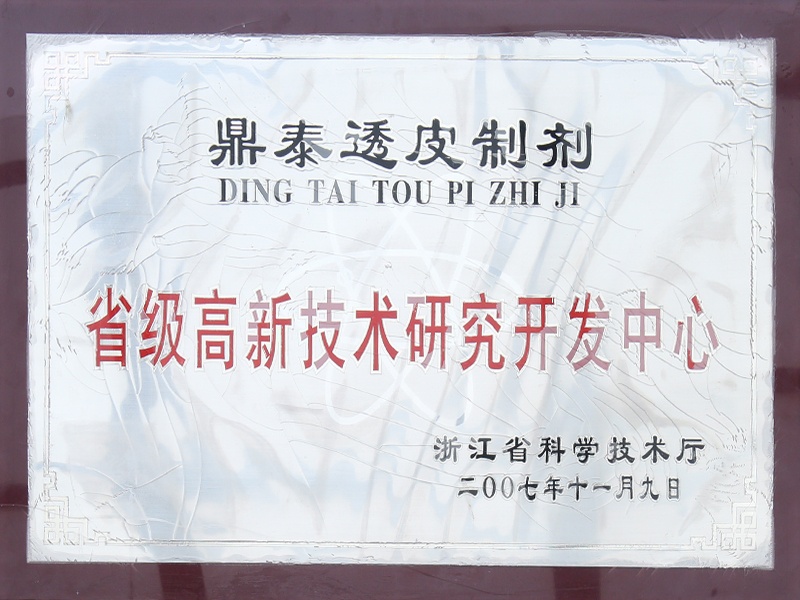 鼎泰透皮制剂
DING TAI TOU PI ZHI JI
省级高新技术研究开发中心
浙江省科学技术厅
二00七年十一月九日